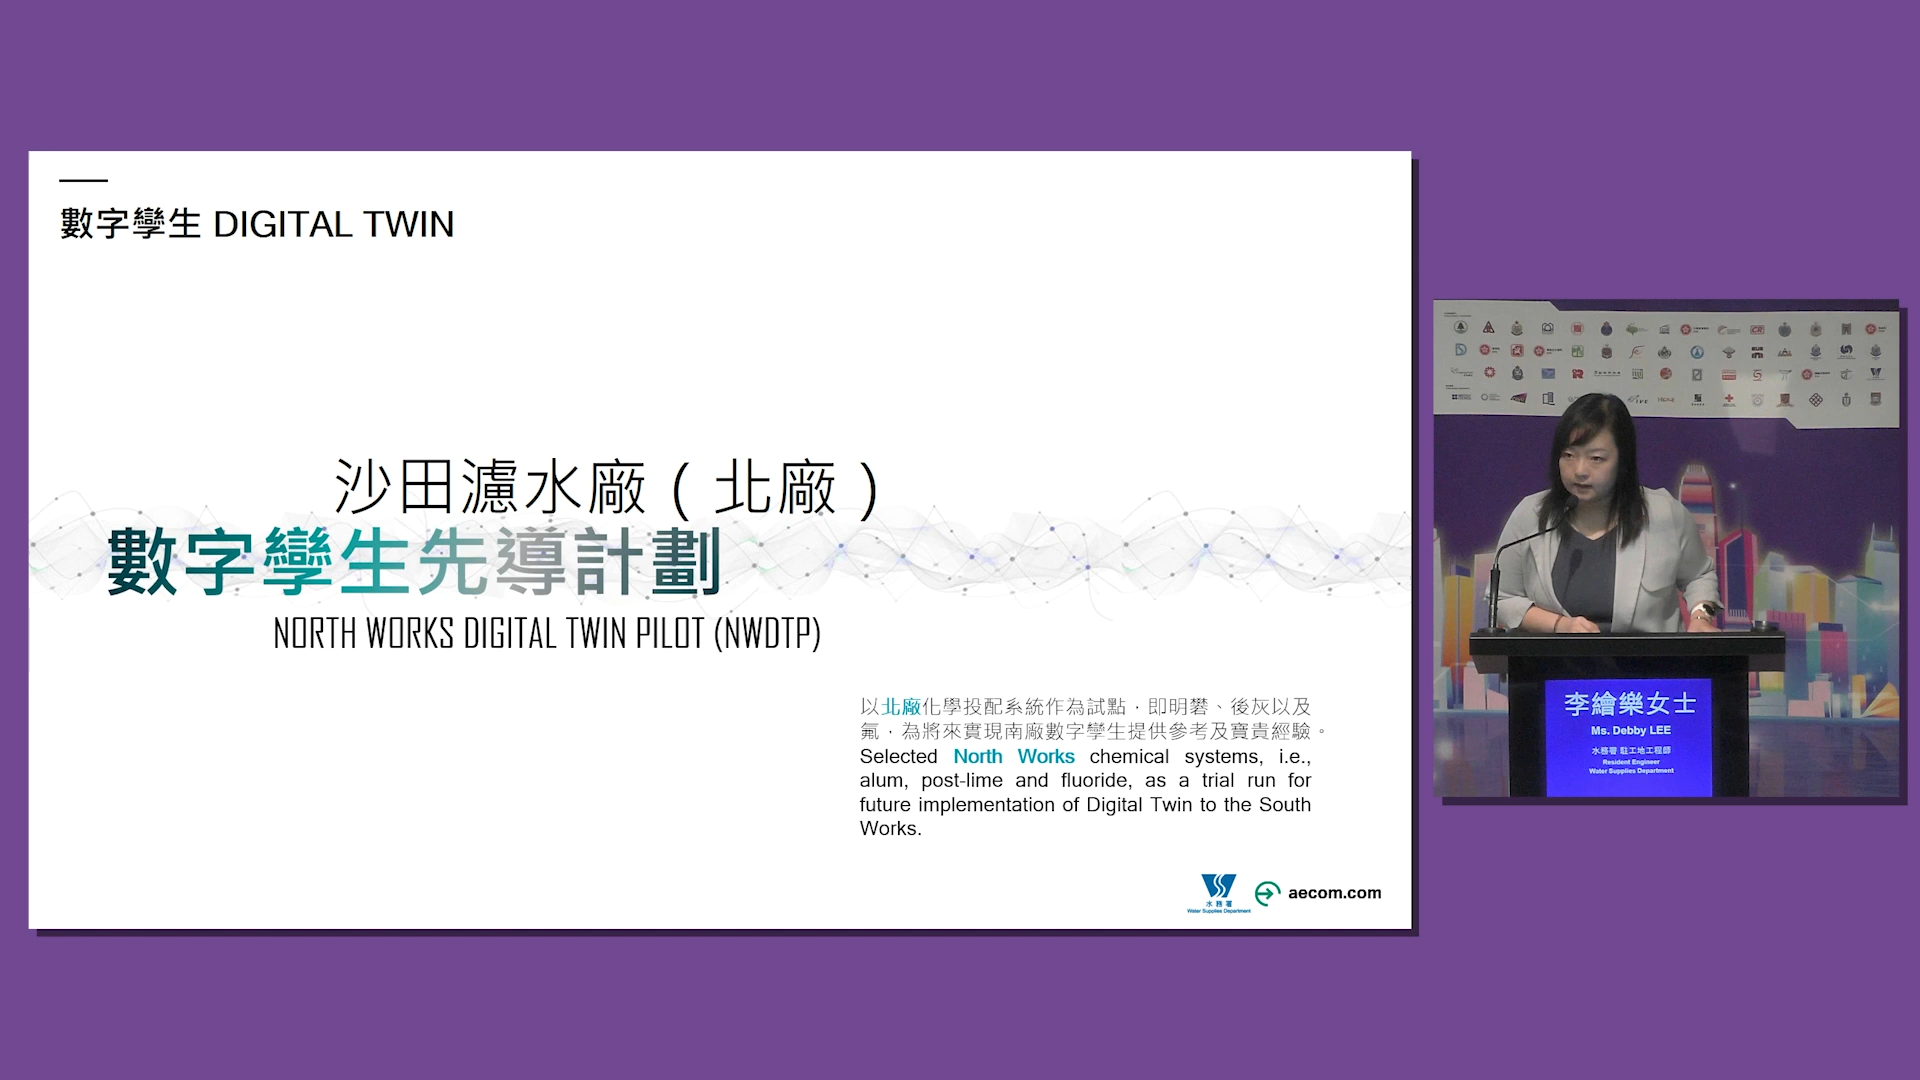 數字孿生 DIGITAL TWIN
沙田濾水廠（北廠）
數字孿生先導計劃
NORTH WORKS DIGITAL TWIN PILOT (NWDTP)
以北廠化學投配系統作為試點，即明礬、後灰以及
氟，為將來實現南廠數字孿生提供參考及寶貴經驗。
Selected North Works chemical systems, i.e.,
alum, post-lime and fluoride, as a trial run for
future implementation of Digital Twin to the South
Works.
水務署
Water Supplies Department
aecom.com
李繪樂女士
Ms. Debby LEE
水務署 駐工地工程師
Resident Engineer
Water Supplies Department